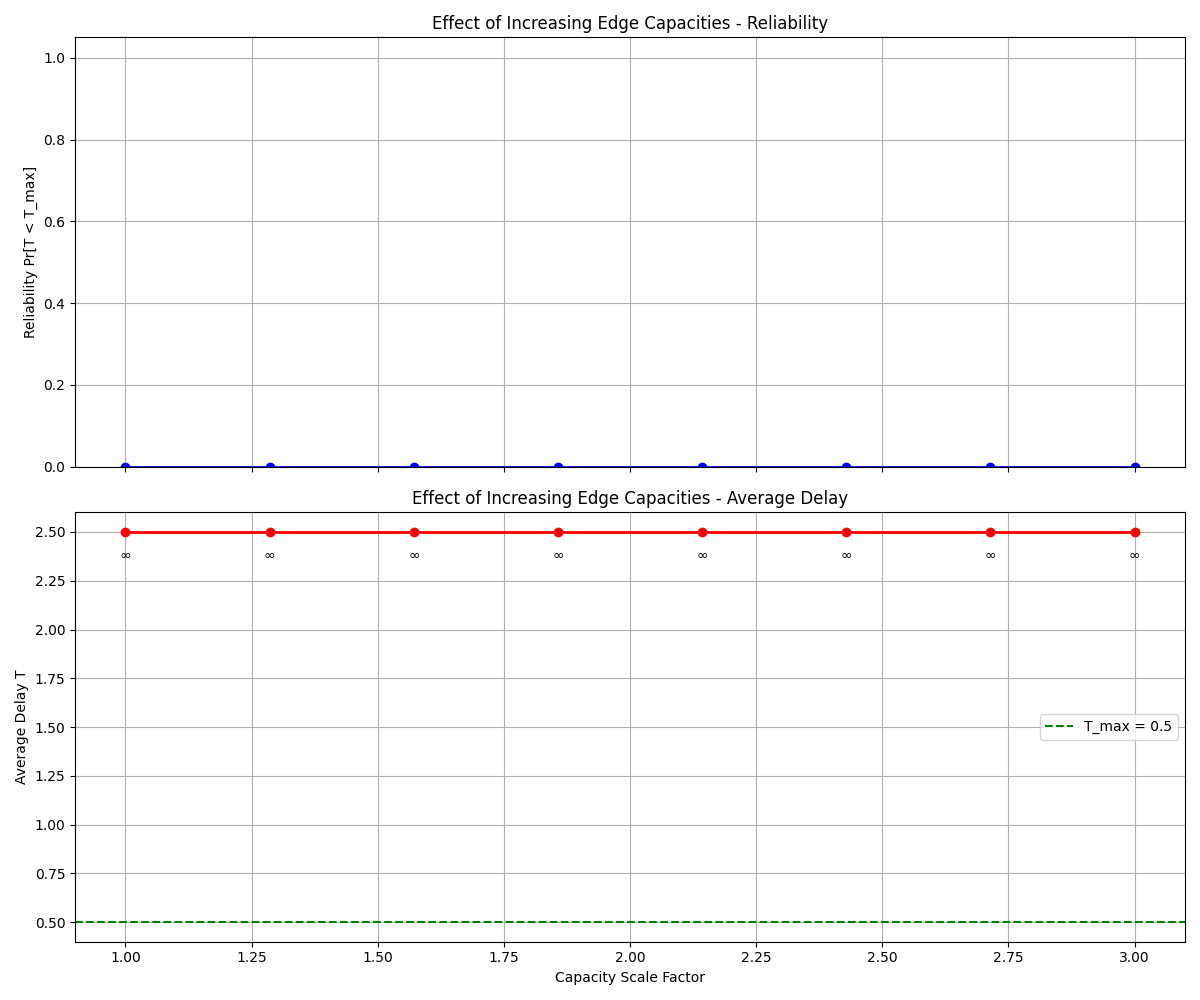 Effect of Increasing Edge Capacities - Reliability
1.0
0.8
0.6
0.4
0.2
0.0
Reliability Pr[T < T_max]
Effect of Increasing Edge Capacities - Average Delay
2.50
2.25
2.00
1.75
1.50
1.25
1.00
0.75
0.50
Average Delay T
∞ ∞ ∞ ∞ ∞ ∞ ∞ ∞
T_max = 0.5
1.00 1.25 1.50 1.75 2.00 2.25 2.50 2.75 3.00
Capacity Scale Factor